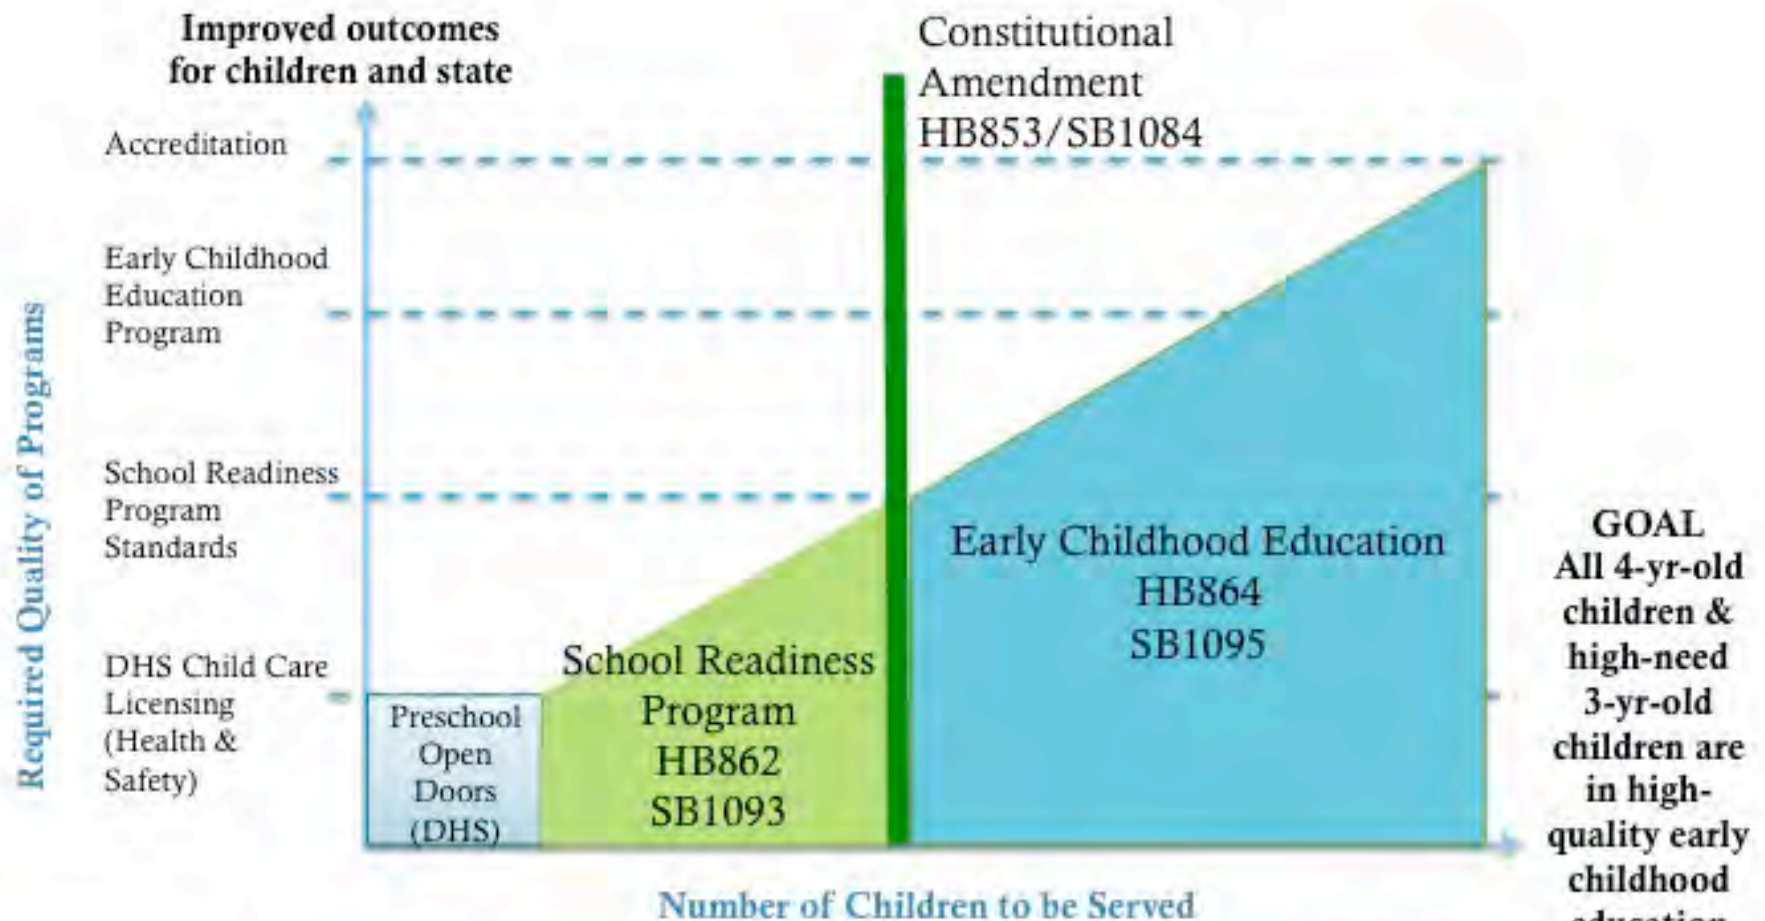 Improved outcomes
for children and state
Constitutional
Amendment
HB853/SB1084
Accreditation
Early Childhood
Education
Program
School Readiness
Program
Standards
DHS Child Care
Licensing
(Health &
Safety)
Required Quality of Programs
Preschool
Open
Doors
(DHS)
School Readiness
Program
HB862
SB1093
Early Childhood Education
HB864
SB1095
GOAL
All 4-yr-old
children &
high-need
3-yr-old
children are
in high-
quality early
childhood
education
Number of Children to be Served